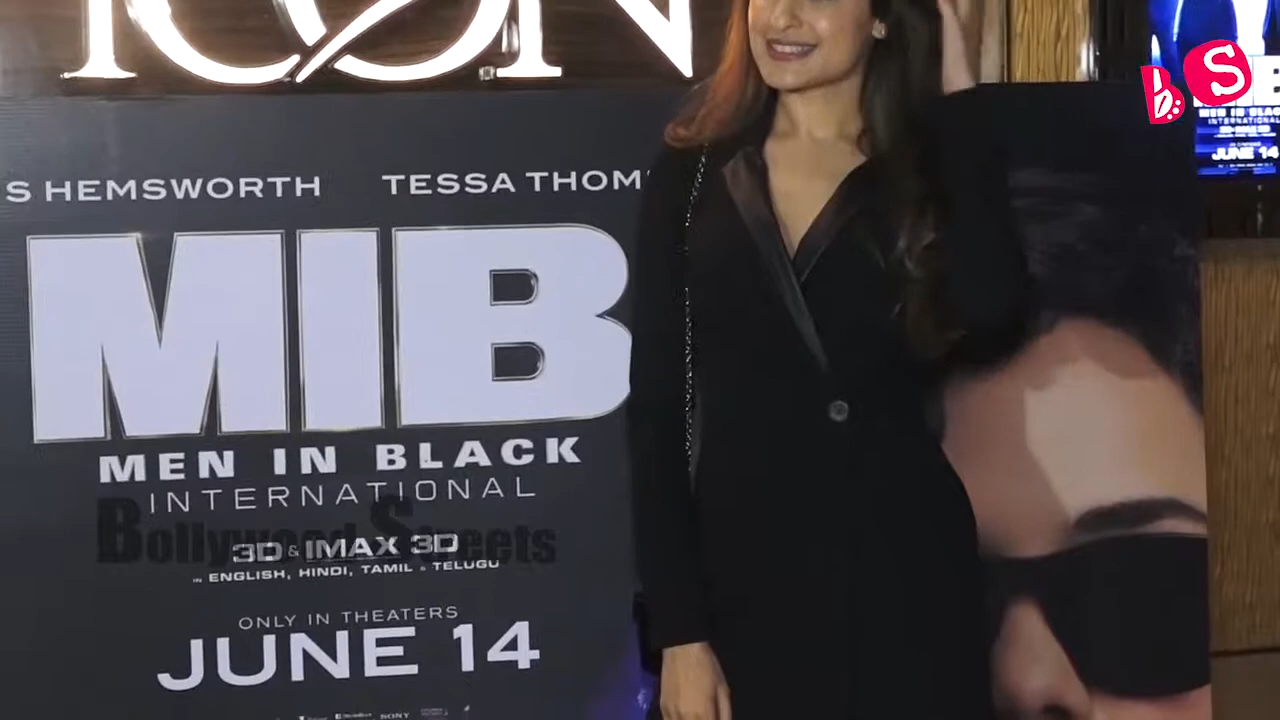 ICON
S HEMSWORTH TESSA THOM
MIB
MEN IN BLACK
INTERNATIONAL
Bollywood Streets
3D & IMAX 3D
IN ENGLISH, HINDI, TAMIL & TELUGU
ONLY IN THEATERS
JUNE 14
SONY
BS
MEN IN BLACK
INTERNATIONAL
JUNE 14